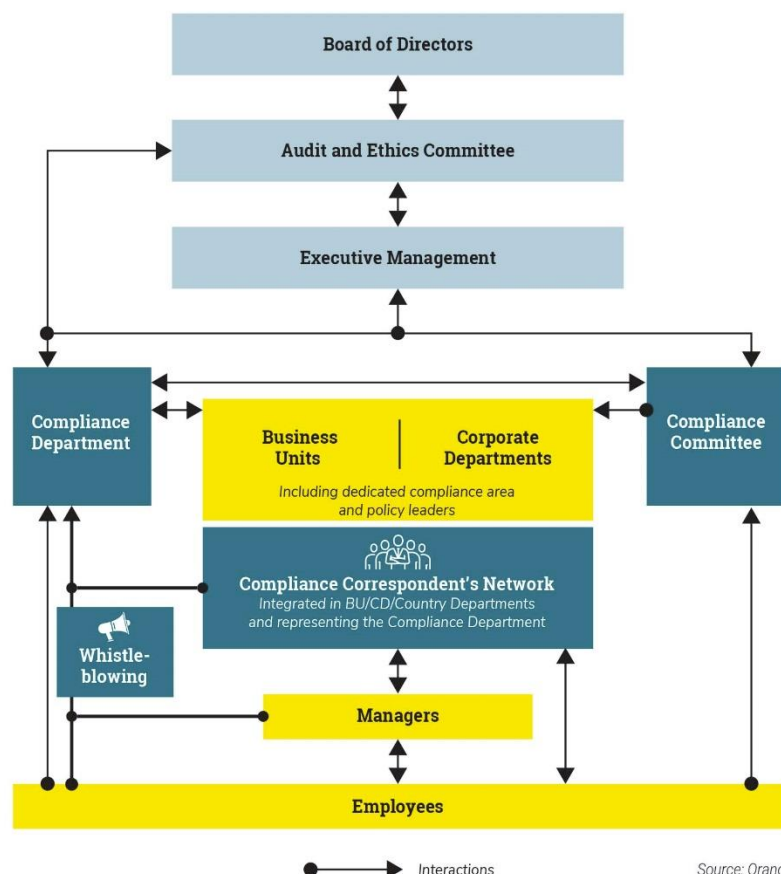 Board of Directors
Audit and Ethics Committee
Executive Management
Compliance
Department
Business
Units
Corporate
Departments
Including dedicated compliance area
and policy leaders
Compliance
Committee
Compliance Correspondent's Network
Integrated in BU/CD/Country Departments
and representing the Compliance Department
Whistle-
blowing
Managers
Employees
Interactions
Source: